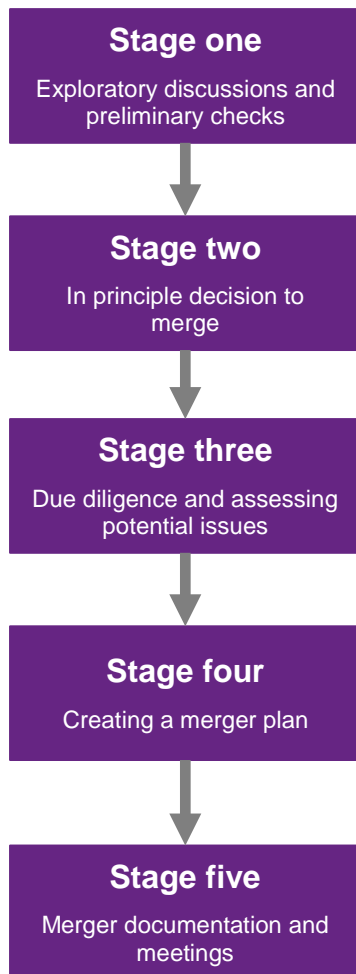 Stage one
Exploratory discussions and
preliminary checks
Stage two
In principle decision to
merge
Stage three
Due diligence and assessing
potential issues
Stage four
Creating a merger plan
Stage five
Merger documentation and
meetings